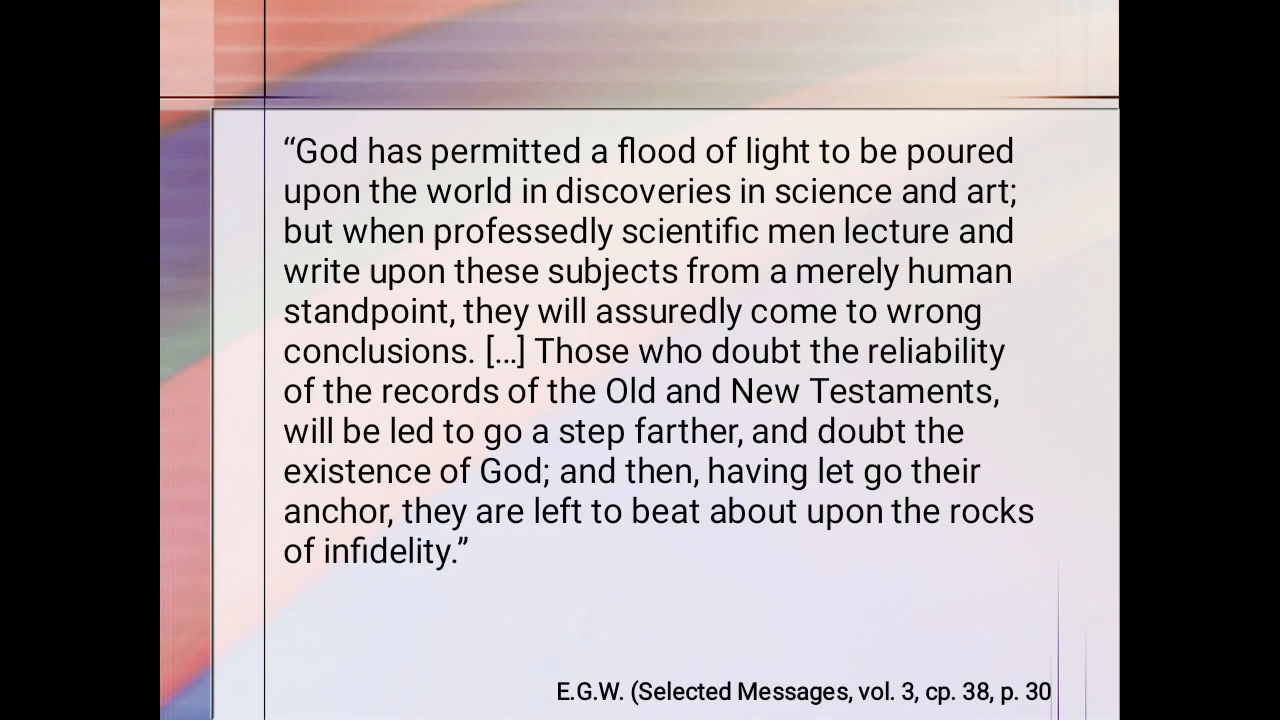 “God has permitted a flood of light to be poured
upon the world in discoveries in science and art;
but when professedly scientific men lecture and
write upon these subjects from a merely human
standpoint, they will assuredly come to wrong
conclusions. [...] Those who doubt the reliability
of the records of the Old and New Testaments,
will be led to go a step farther, and doubt the
existence of God; and then, having let go their
anchor, they are left to beat about upon the rocks
of infidelity.”
E.G.W. (Selected Messages, vol. 3, cp. 38, p. 30